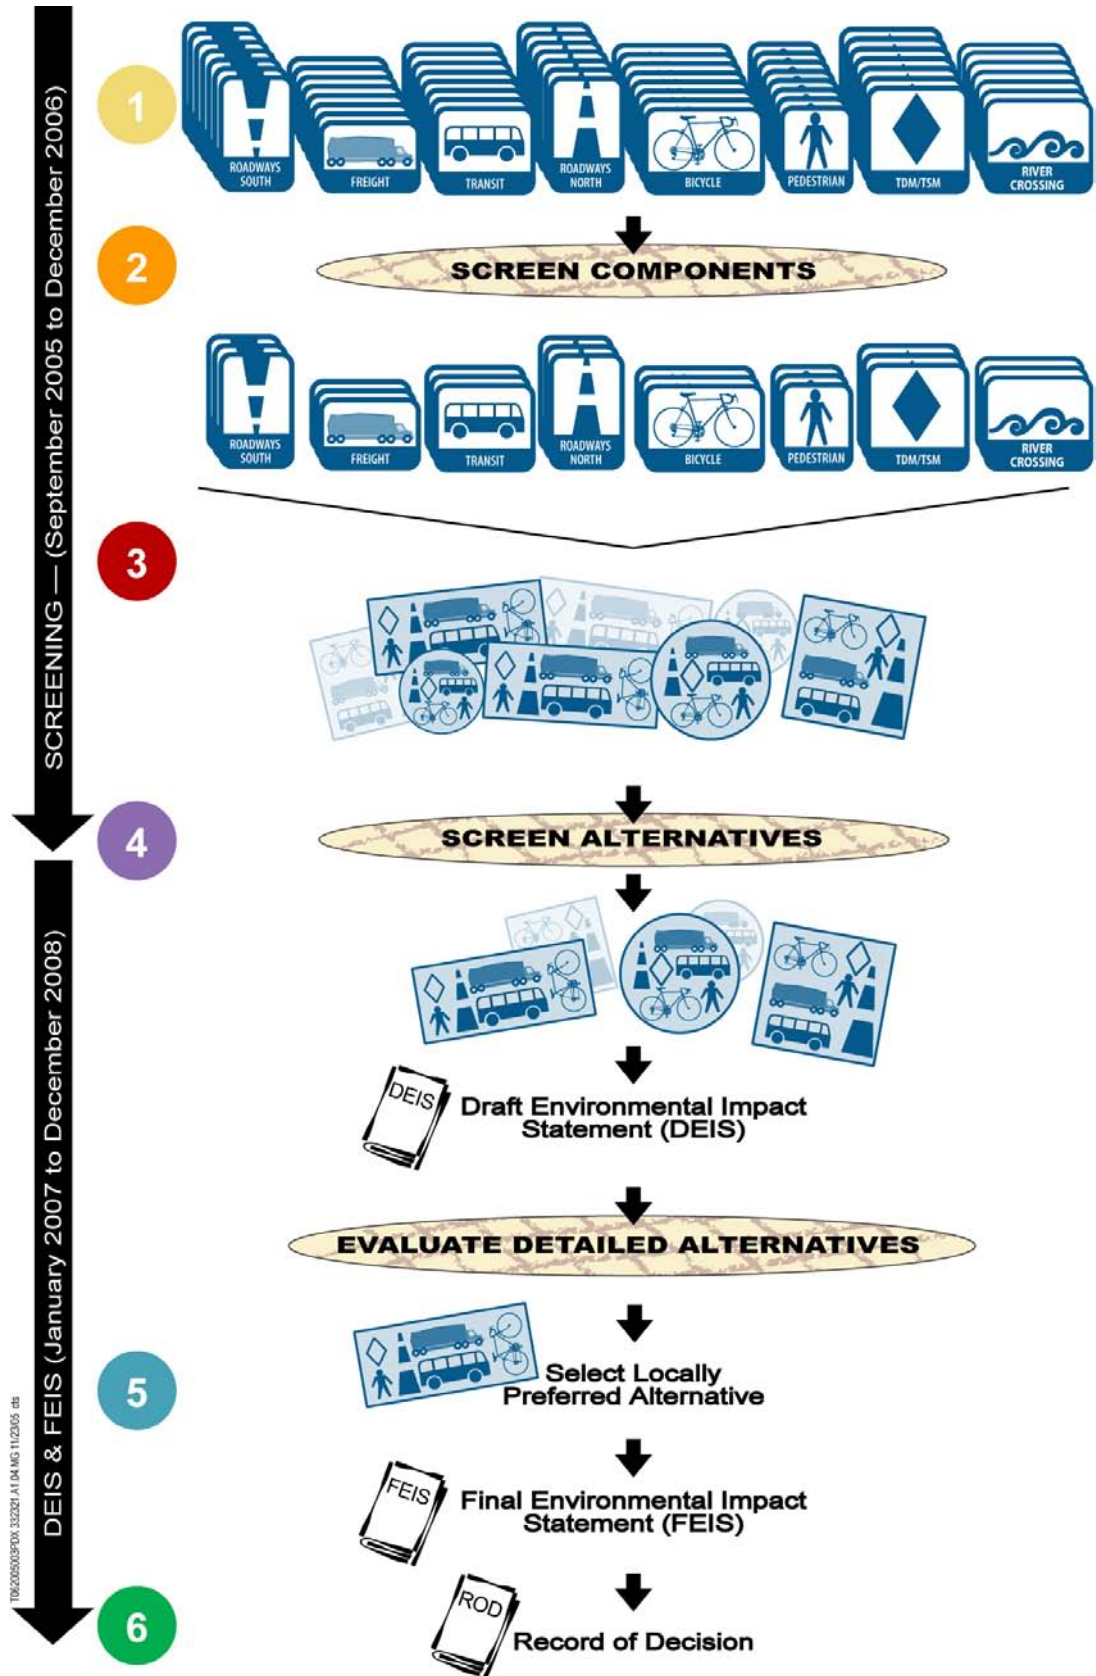 SCREENING — (September 2005 to December 2006)
1
ROADWAYS
SOUTH
FREIGHT
TRANSIT
ROADWAYS
NORTH
BICYCLE
PEDESTRIAN
TDM/TSM
RIVER
CROSSING
2
SCREEN COMPONENTS
ROADWAYS
SOUTH
FREIGHT
TRANSIT
ROADWAYS
NORTH
BICYCLE
PEDESTRIAN
TDM/TSM
RIVER
CROSSING
3
4
SCREEN ALTERNATIVES
DEIS & FEIS (January 2007 to December 2008)
DEIS
Draft Environmental Impact
Statement (DEIS)
EVALUATE DETAILED ALTERNATIVES
5
Select Locally
Preferred Alternative
FEIS
Final Environmental Impact
Statement (FEIS)
6
ROD
Record of Decision